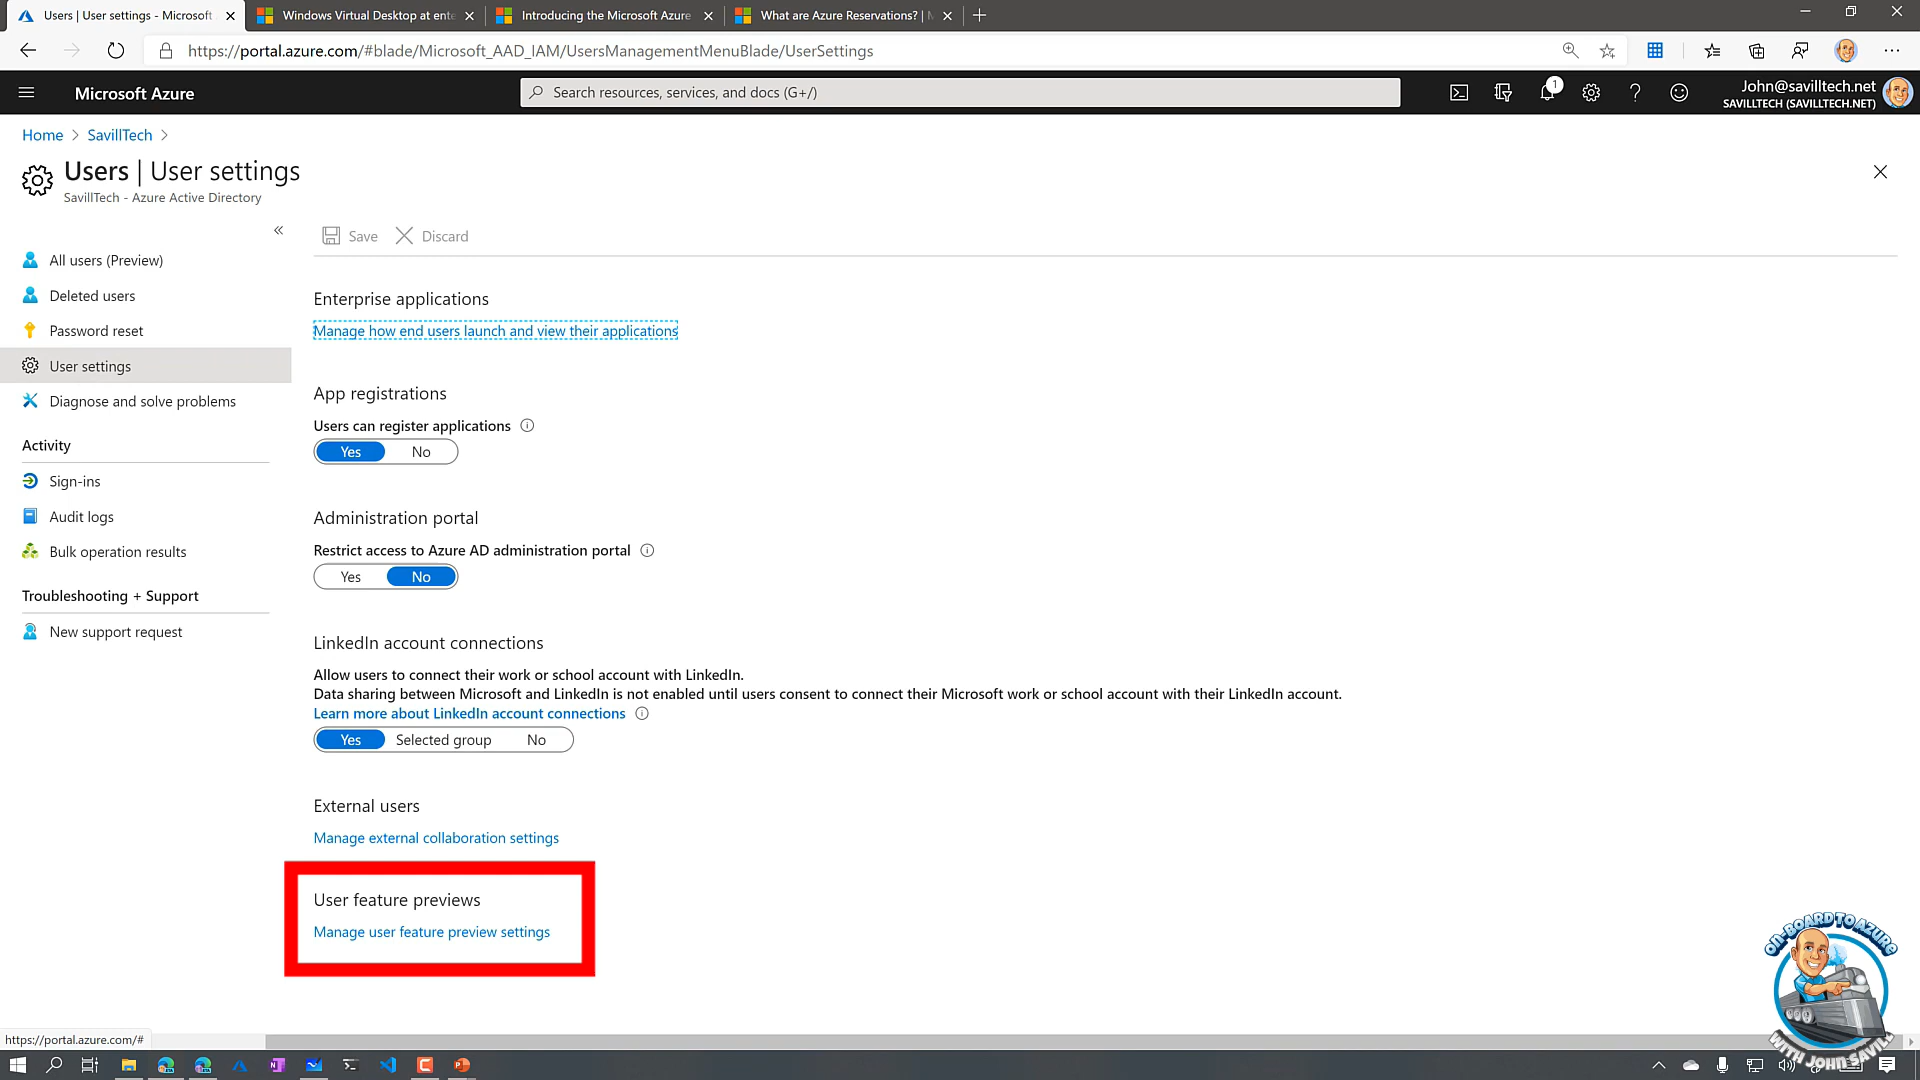 Users | User settings - Microsoft
Windows Virtual Desktop at ente
Introducing the Microsoft Azure
What are Azure Reservations? | M
https://portal.azure.com/#blade/Microsoft_AAD_IAM/UsersManagementMenuBlade/UserSettings
Microsoft Azure
Search resources, services, and docs (G+/)
1
John@savilltech.net
SAVILLTECH (SAVILLTECH.NET)
Home > SavillTech >
Users | User settings
SavillTech - Azure Active Directory
Save
Discard
All users (Preview)
Deleted users
Password reset
User settings
Diagnose and solve problems
Activity
Sign-ins
Audit logs
Bulk operation results
Troubleshooting + Support
New support request
Enterprise applications
Manage how end users launch and view their applications
App registrations
Users can register applications
Yes No
Administration portal
Restrict access to Azure AD administration portal
Yes No
LinkedIn account connections
Allow users to connect their work or school account with LinkedIn.
Data sharing between Microsoft and LinkedIn is not enabled until users consent to connect their Microsoft work or school account with their LinkedIn account.
Learn more about LinkedIn account connections
Yes Selected group No
External users
Manage external collaboration settings
User feature previews
Manage user feature preview settings
ON-BOARD TO AZURE
WITH JOHN SAVILL
https://portal.azure.com/#